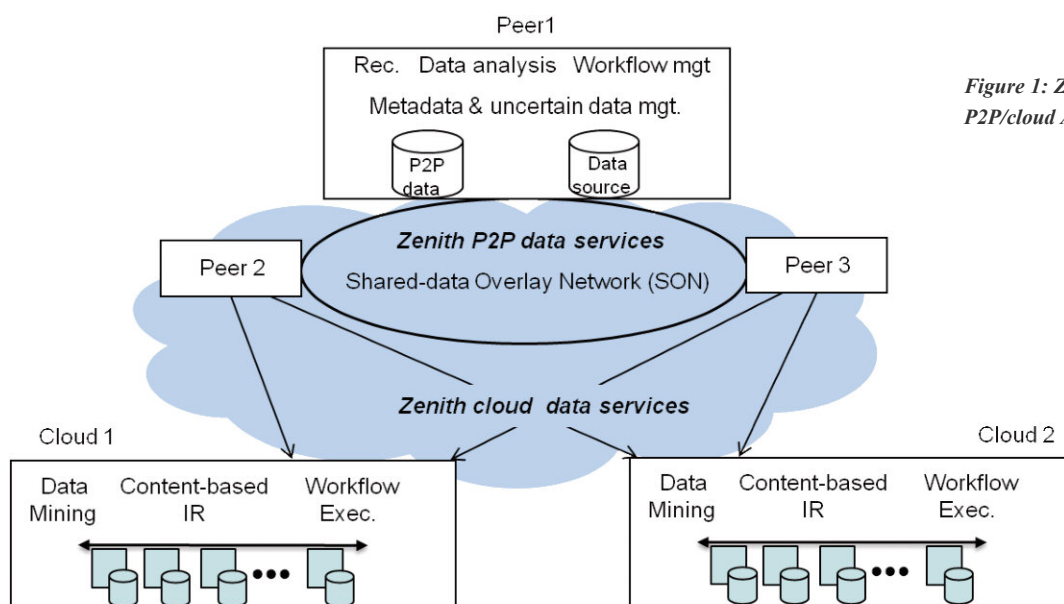 Peer1
Rec. Data analysis Workflow mgt
Metadata & uncertain data mgt.
P2P
data
Data
source
Figure 1: Z
P2P/cloud
Zenith P2P data services
Shared-data Overlay Network (SON)
Peer 2
Peer 3
Zenith cloud data services
Cloud 1
Data
Mining
Content-based
IR
Workflow
Exec.
Cloud 2
Data
Mining
Content-based
IR
Workflow
Exec.